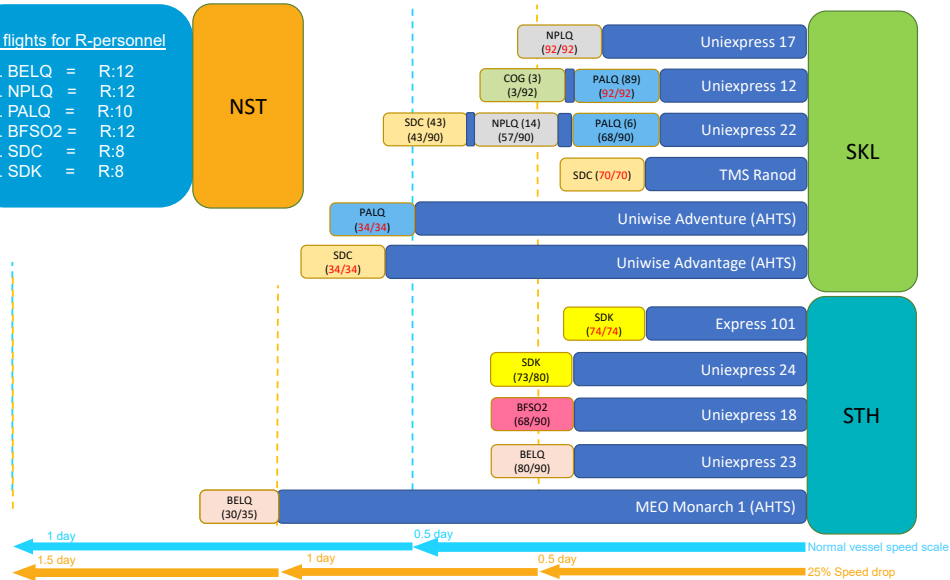 flights for R-personnel
. BELQ = R:12
. NPLQ = R:12
. PALQ = R:10
. BFSO2 = R:12
. SDC = R:8
. SDK = R:8
NST
NPLQ
(92/92)
Uniexpress 17
COG (3)
(3/92)
PALQ (89)
(92/92)
Uniexpress 12
SDC (43)
(43/90)
NPLQ (14)
(57/90)
PALQ (6)
(68/90)
Uniexpress 22
SDC (70/70)
TMS Ranod
PALQ
(34/34)
Uniwise Adventure (AHTS)
SDC
(34/34)
Uniwise Advantage (AHTS)
SKL
SDK
(74/74)
Express 101
SDK
(73/80)
Uniexpress 24
BFSO2
(68/90)
Uniexpress 18
BELQ
(80/90)
Uniexpress 23
BELQ
(30/35)
MEO Monarch 1 (AHTS)
STH
1 day
0.5 day
Normal vessel speed scale
1.5 day
1 day
0.5 day
25% Speed drop